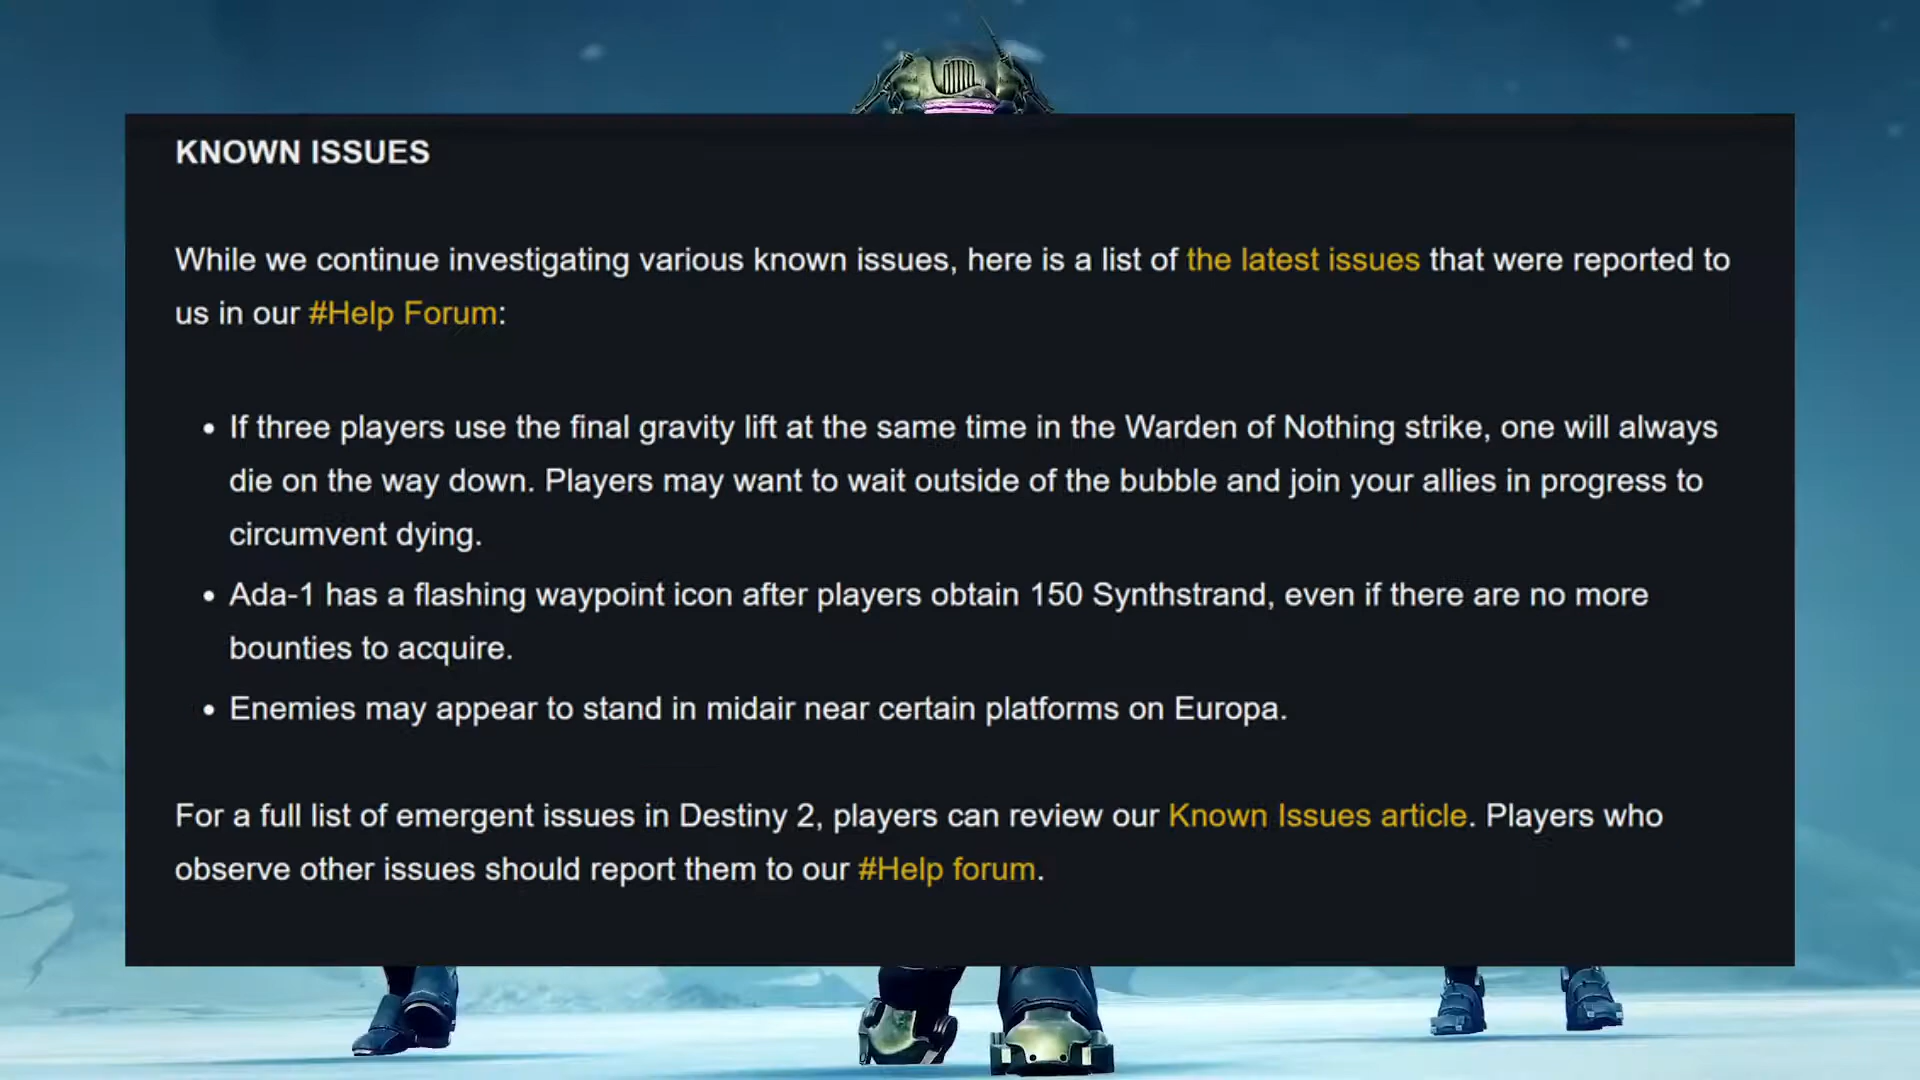 KNOWN ISSUES
While we continue investigating various known issues, here is a list of the latest issues that were reported to
us in our #Help Forum:
• If three players use the final gravity lift at the same time in the Warden of Nothing strike, one will always
die on the way down. Players may want to wait outside of the bubble and join your allies in progress to
circumvent dying.
• Ada-1 has a flashing waypoint icon after players obtain 150 Synthstrand, even if there are no more
bounties to acquire.
• Enemies may appear to stand in midair near certain platforms on Europa.
For a full list of emergent issues in Destiny 2, players can review our Known Issues article. Players who
observe other issues should report them to our #Help forum.